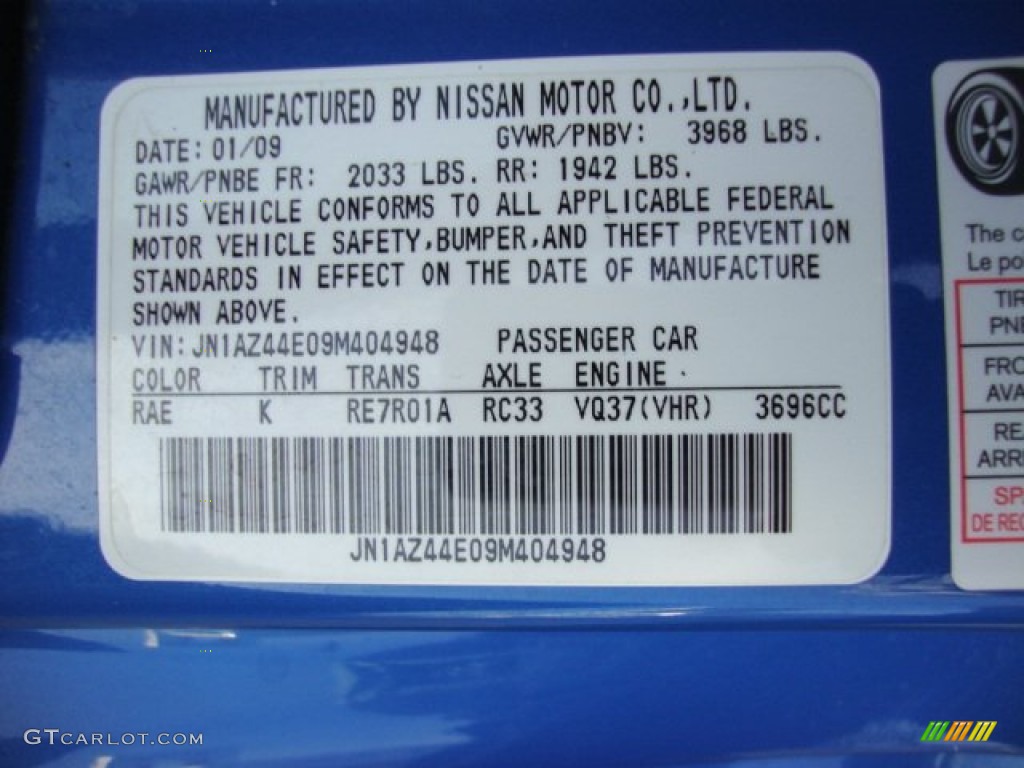 MANUFACTURED BY NISSAN MOTOR CO.,LTD.
DATE: 01/09 GVWR/PNBV: 3968 LBS.
GAWR/PNBE FR: 2033 LBS. RR: 1942 LBS.
THIS VEHICLE CONFORMS TO ALL APPLICABLE FEDERAL
MOTOR VEHICLE SAFETY,BUMPER,AND THEFT PREVENTION
STANDARDS IN EFFECT ON THE DATE OF MANUFACTURE
SHOWN ABOVE.
VIN: JN1AZ44E09M404948 PASSENGER CAR
COLOR TRIM TRANS AXLE ENGINE
RAE K RE7R01A RC33 VQ37(VHR) 3696CC
JN1AZ44E09M404948
The
Le
DE
GTCARLOT.COM